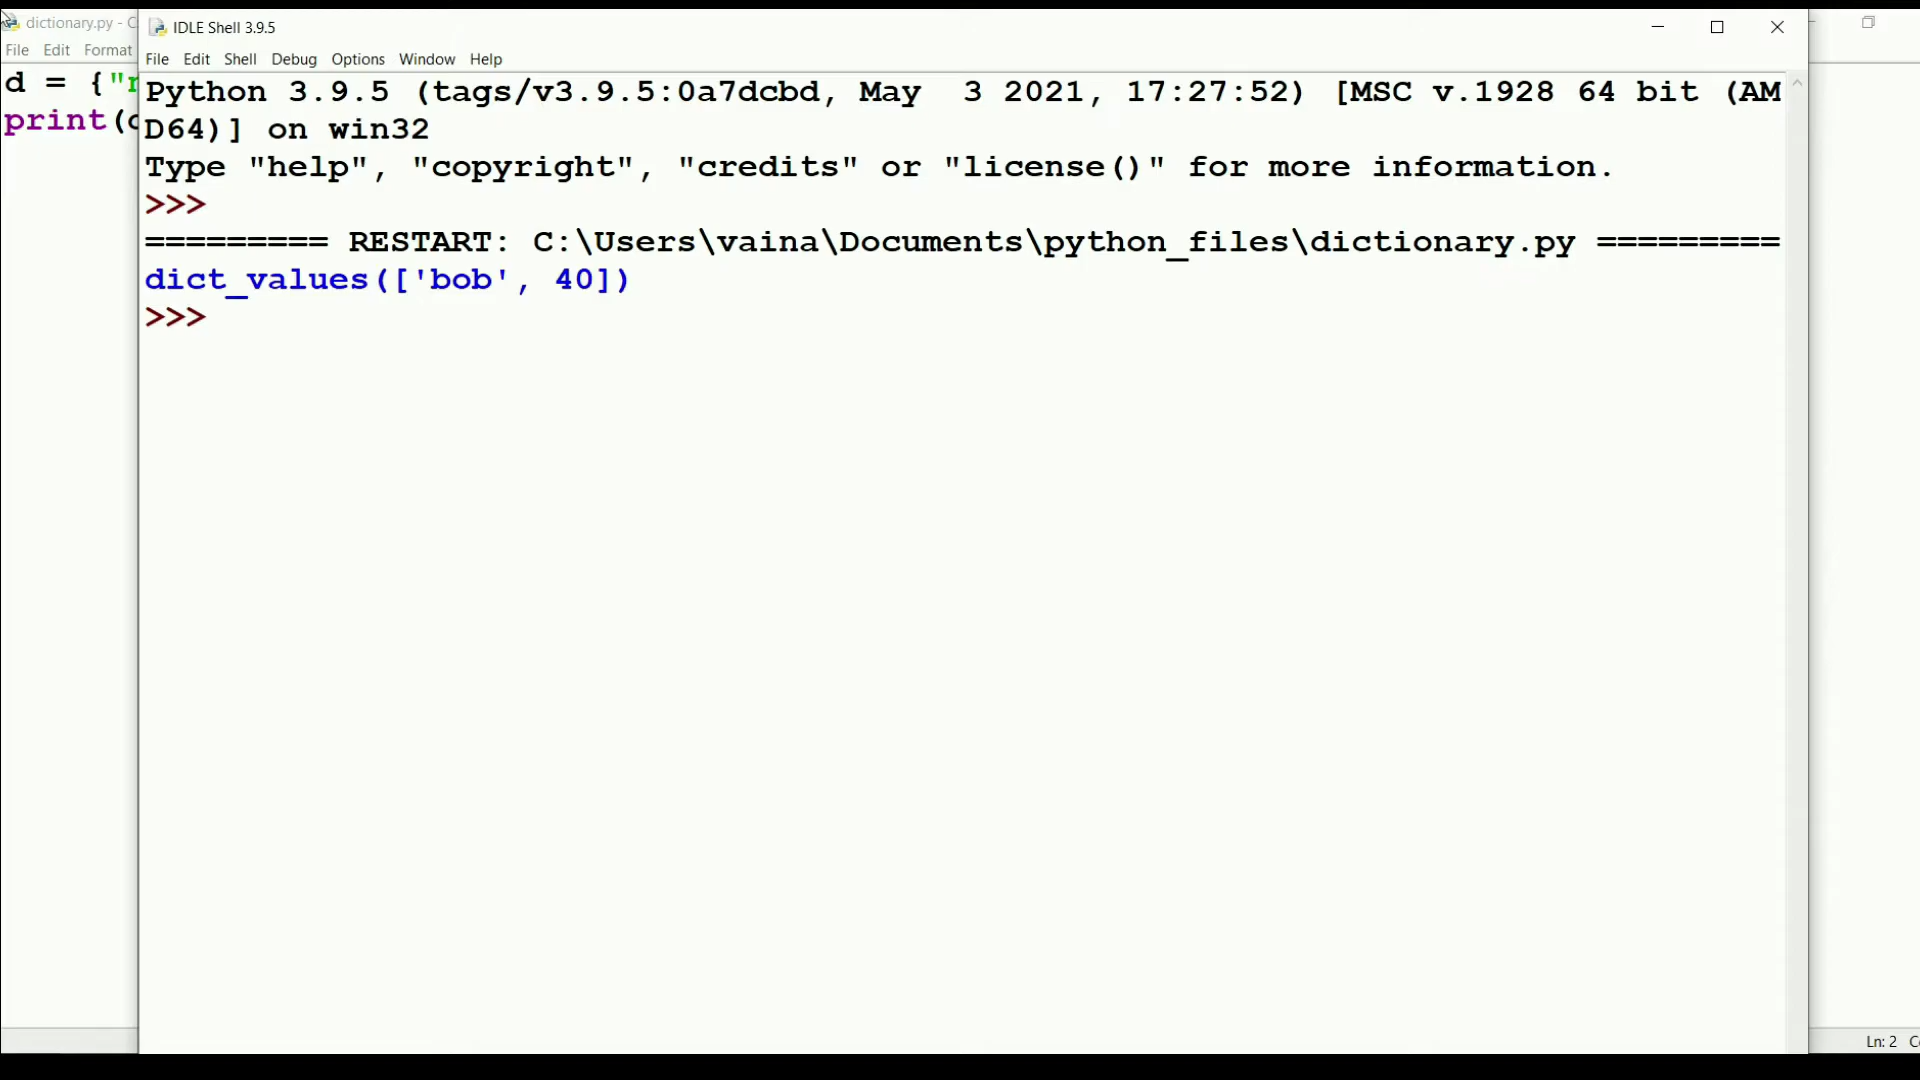 dictionary.py - C
File Edit Format
d = {"n
print(d
IDLE Shell 3.9.5
File Edit Shell Debug Options Window Help
Python 3.9.5 (tags/v3.9.5:0a7dcbd, May  3 2021, 17:27:52) [MSC v.1928 64 bit (AM
D64)] on win32
Type "help", "copyright", "credits" or "license()" for more information.
>>>
========= RESTART: C:\Users\vaina\Documents\python_files\dictionary.py =========
dict_values(['bob', 40])
>>>
Ln: 2 Co